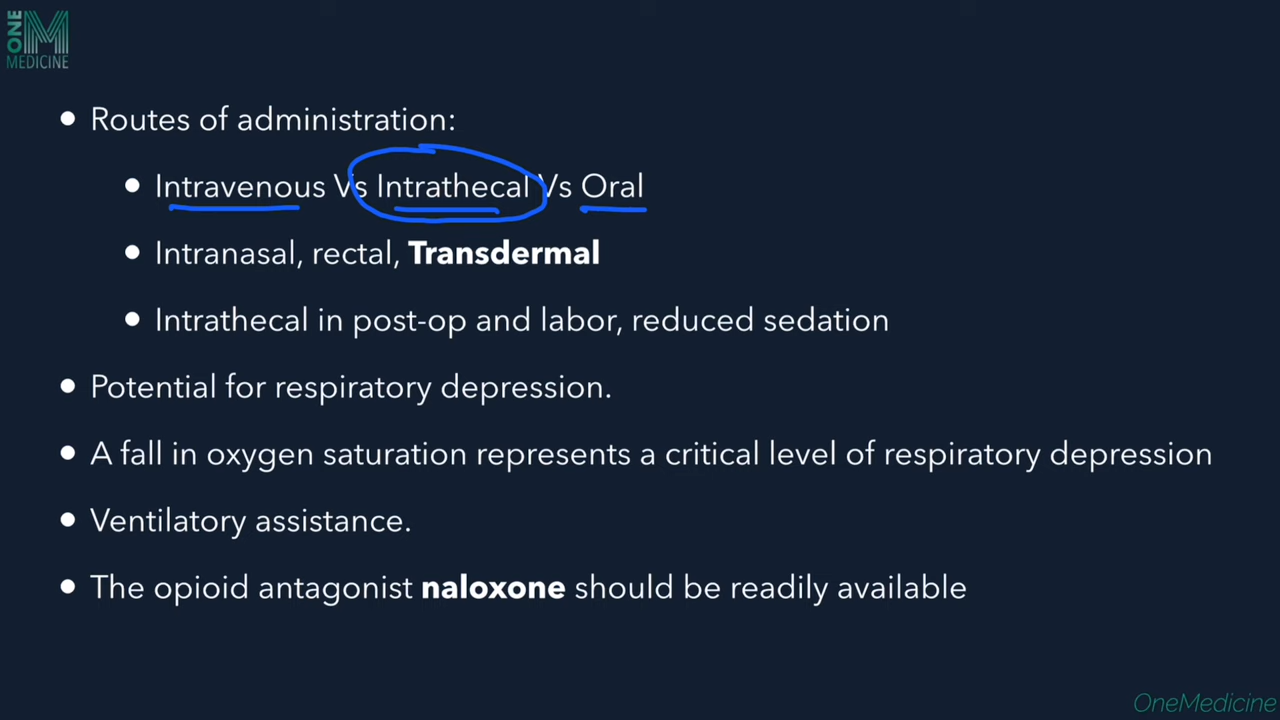 ONE
M
MEDICINE
• Routes of administration:
• Intravenous Vs Intrathecal Vs Oral
• Intranasal, rectal, Transdermal
• Intrathecal in post-op and labor, reduced sedation
• Potential for respiratory depression.
• A fall in oxygen saturation represents a critical level of respiratory depression
• Ventilatory assistance.
• The opioid antagonist naloxone should be readily available
OneMedicine